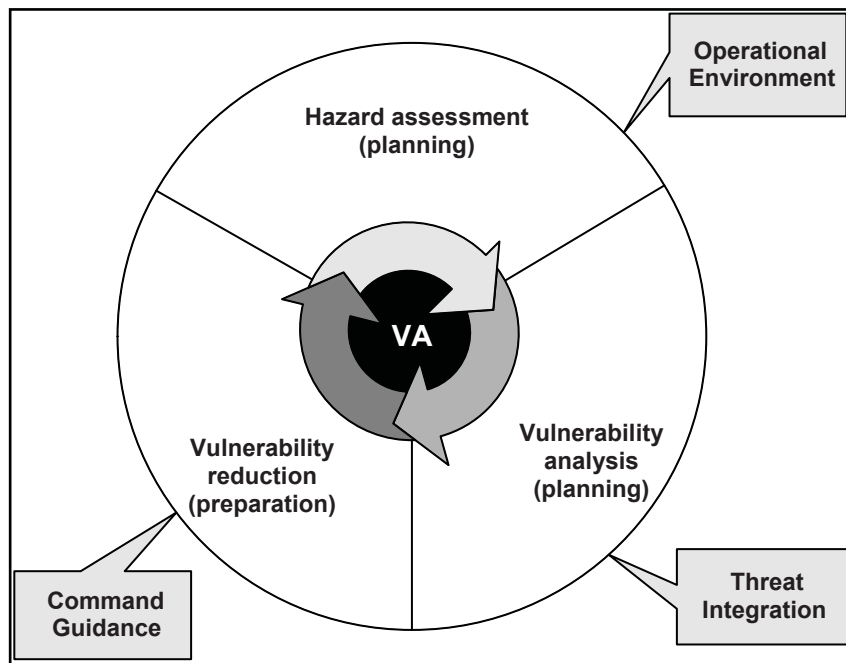 Operational
Environment
Hazard assessment
(planning)
VA
Vulnerability
reduction
(preparation)
Vulnerability
analysis
(planning)
Command
Guidance
Threat
Integration